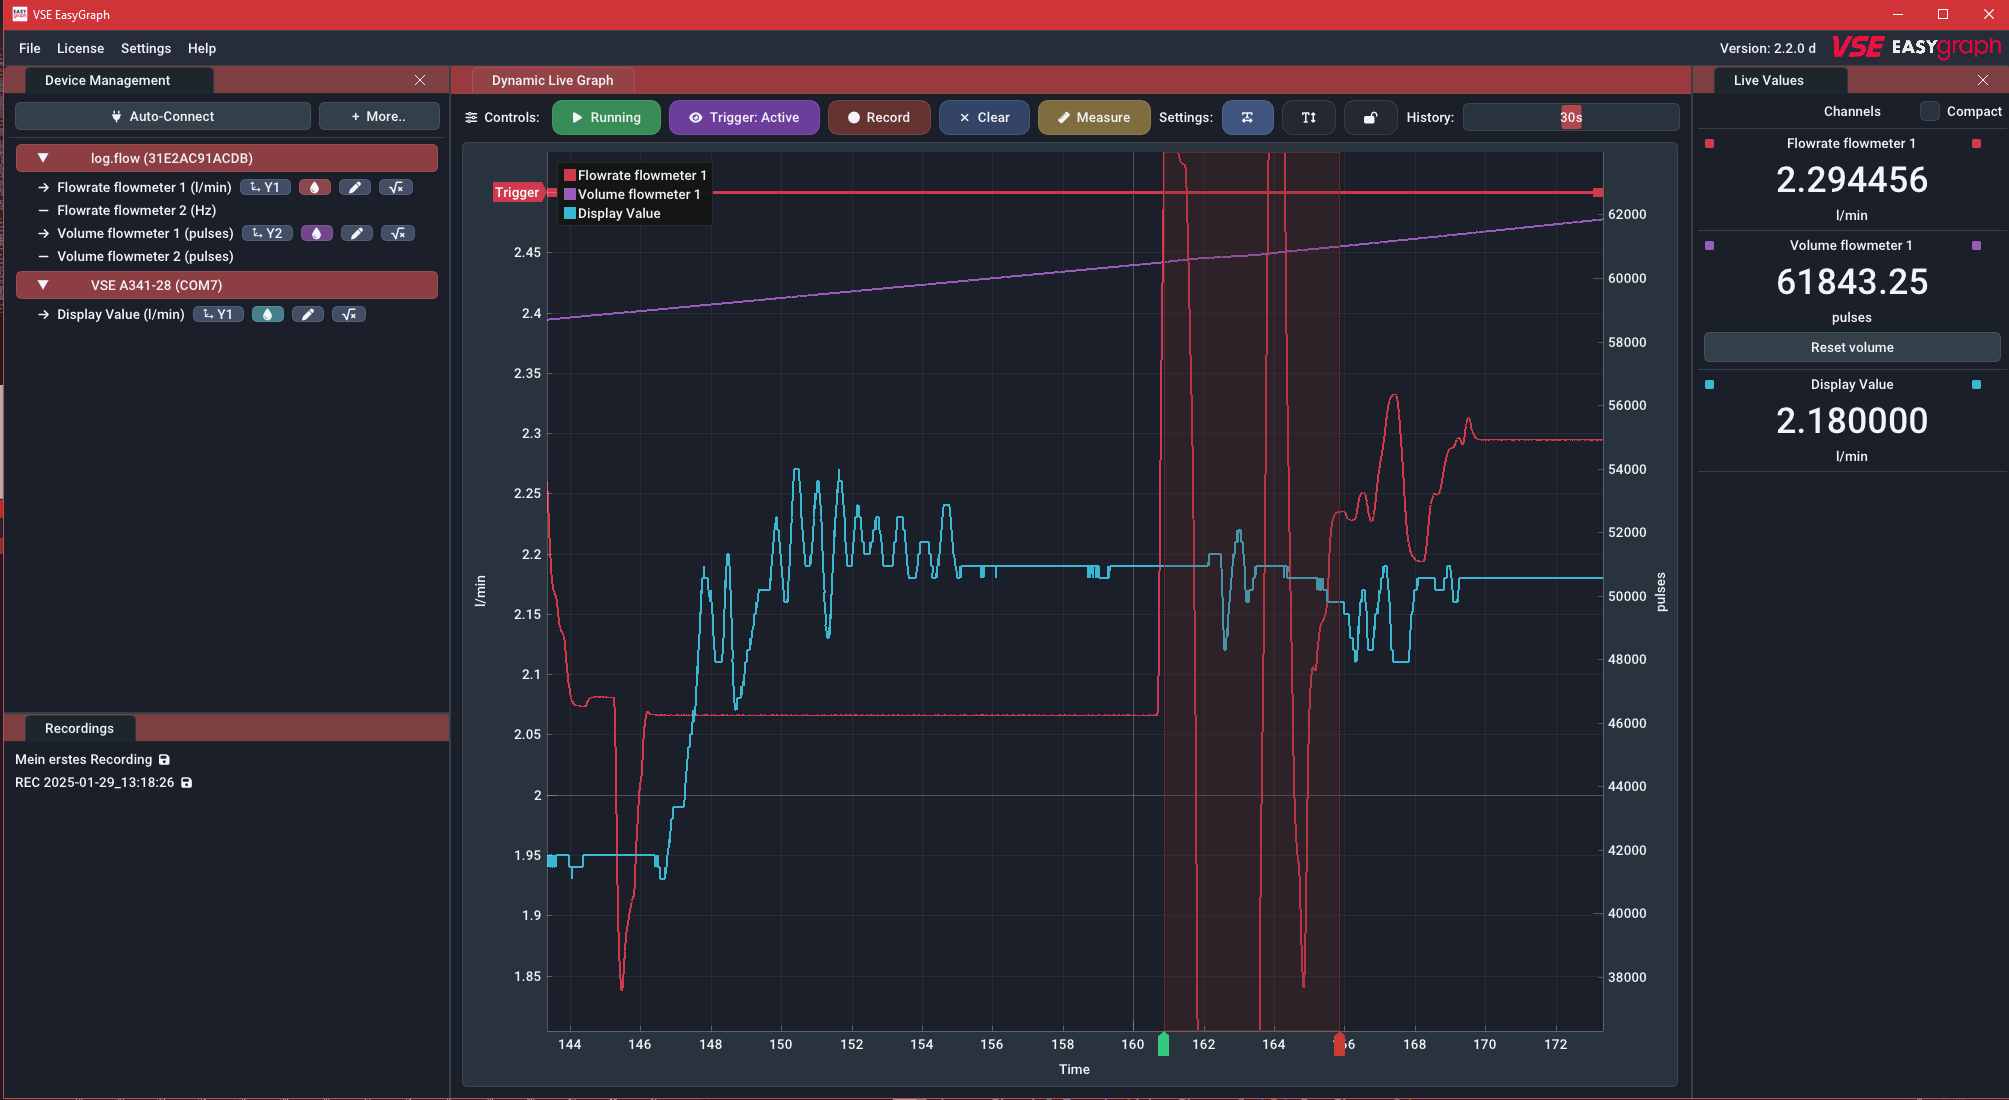 EASY graph VSE EasyGraph
File License Settings Help
Version: 2.2.0 d VSE EASYgraph
Device Management
Auto-Connect + More..
log.flow (31E2AC91ACDB)
Flowrate flowmeter 1 (l/min) Y1 √x
Flowrate flowmeter 2 (Hz)
Volume flowmeter 1 (pulses) Y2 √x
Volume flowmeter 2 (pulses)
VSE A341-28 (COM7)
Display Value (l/min) Y1 √x
Recordings
Mein erstes Recording
REC 2025-01-29_13:18:26
Dynamic Live Graph
Controls: Running Trigger: Active Record Clear Measure Settings: T T History: 30s
Trigger
Flowrate flowmeter 1
Volume flowmeter 1
Display Value
2.45
2.4
2.35
2.3
2.25
2.2
2.15
2.1
2.05
2
1.95
1.9
1.85
l/min
62000
60000
58000
56000
54000
52000
50000
48000
46000
44000
42000
40000
38000
pulses
144 146 148 150 152 154 156 158 160 162 164 166 168 170 172
Time
Live Values
Channels Compact
Flowrate flowmeter 1
2.294456
l/min
Volume flowmeter 1
61843.25
pulses
Reset volume
Display Value
2.180000
l/min